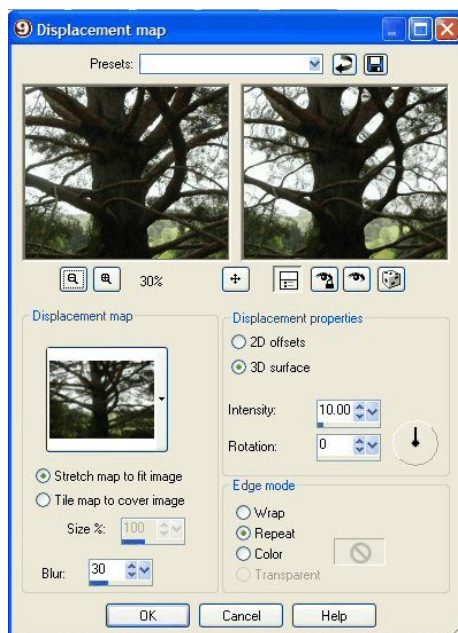 9 Displacement map
Presets:
30%
Displacement map
Stretch map to fit image
Tile map to cover image
Size %: 100
Blur: 30
Displacement properties
2D offsets
3D surface
Intensity: 10.00
Rotation: 0
Edge mode
Wrap
Repeat
Color
Transparent
OK Cancel Help